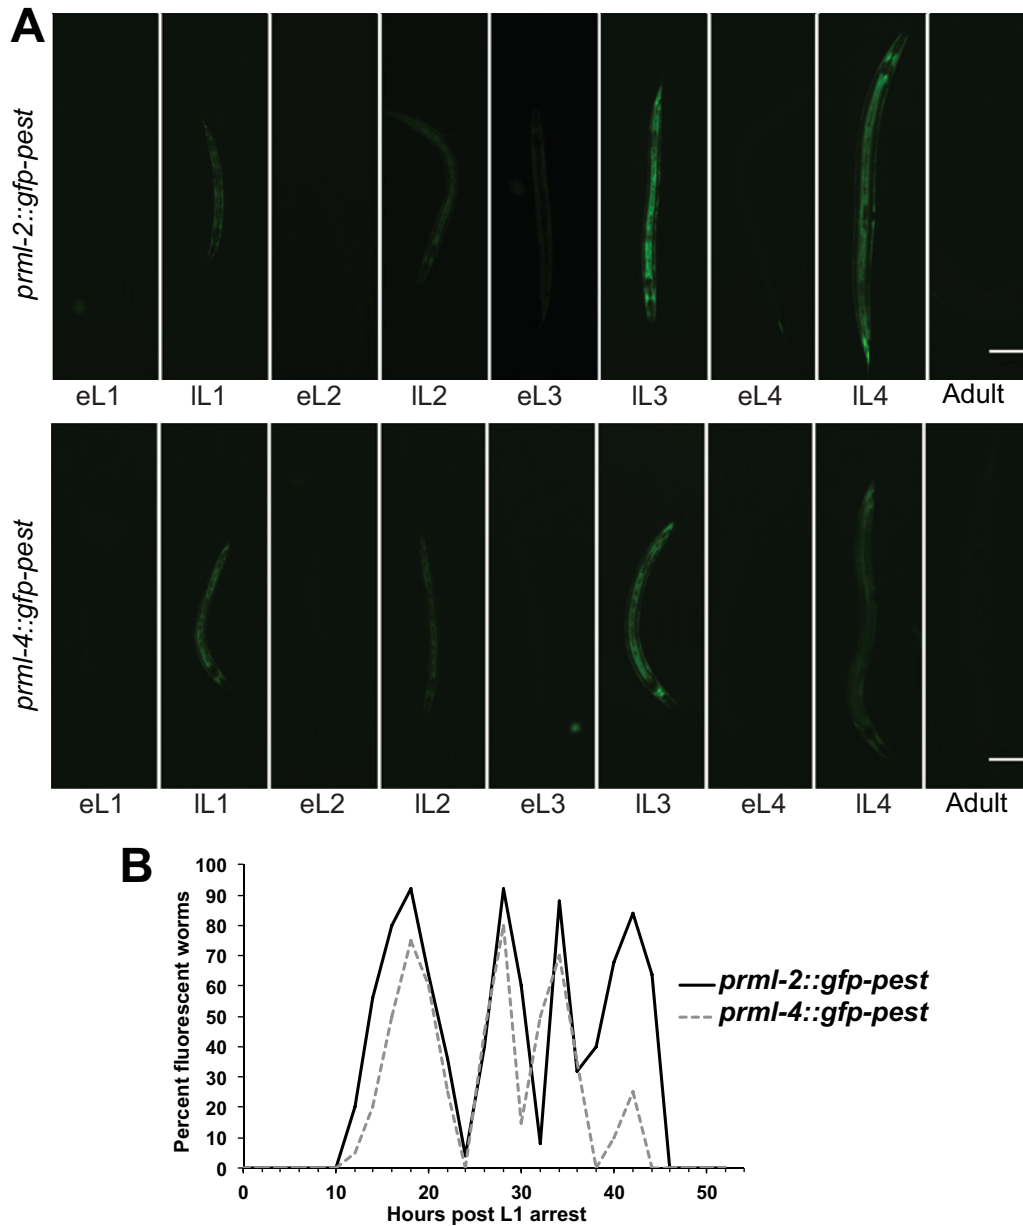 A
prml-2::gfp-pest
eL1 lL1 eL2 lL2 eL3 lL3 eL4 lL4 Adult
prml-4::gfp-pest
eL1 lL1 eL2 lL2 eL3 lL3 eL4 lL4 Adult
B
Percent fluorescent worms
100
90
80
70
60
50
40
30
20
10
0
0 10 20 30 40 50
Hours post L1 arrest
prml-2::gfp-pest
prml-4::gfp-pest